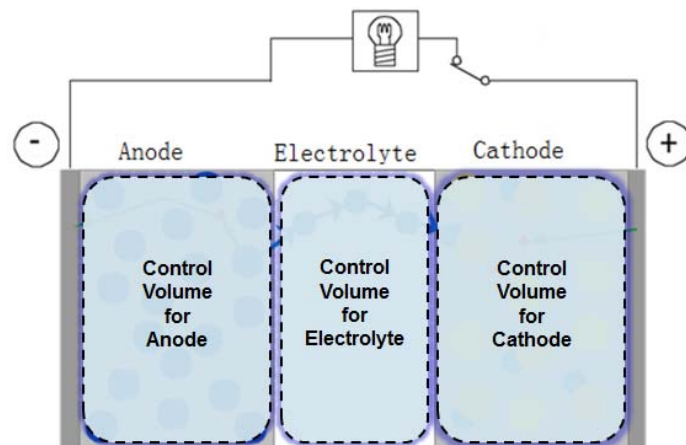 -
Anode
Electrolyte
Cathode
+
Control
Volume
for
Anode
Control
Volume
for
Electrolyte
Control
Volume
for
Cathode